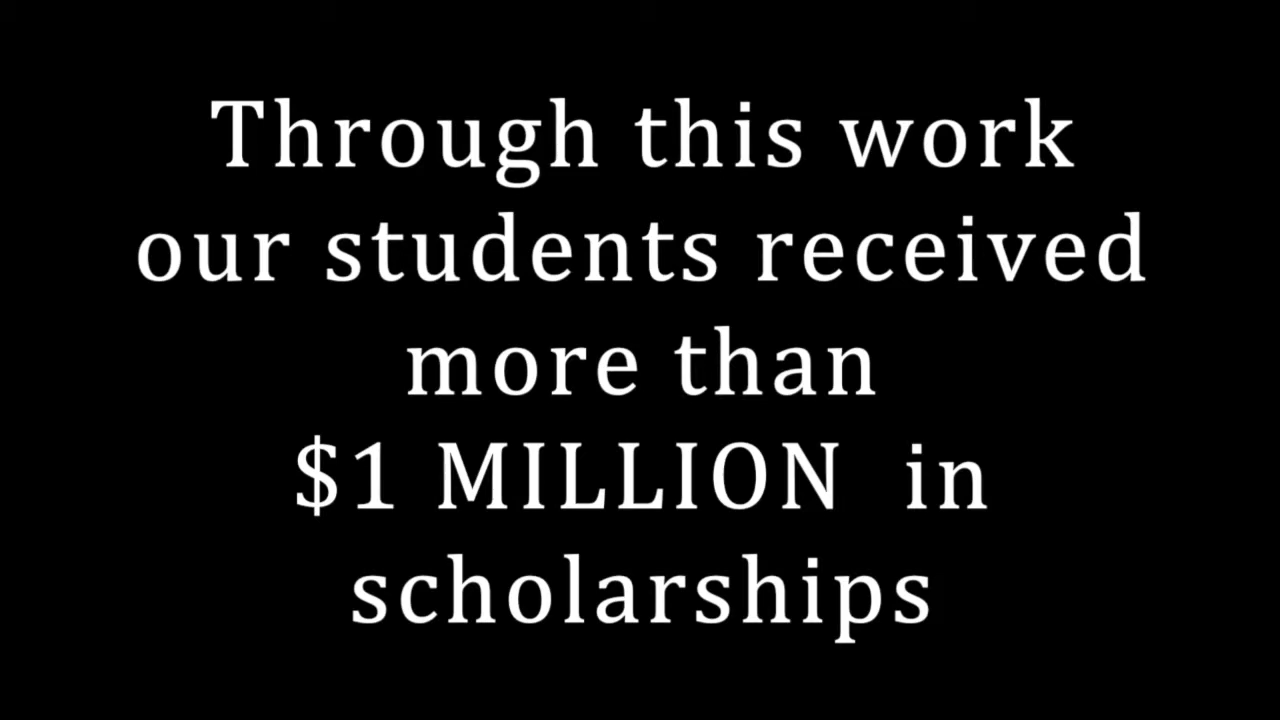 Through this work
our students received
more than
$1 MILLION  in
scholarships